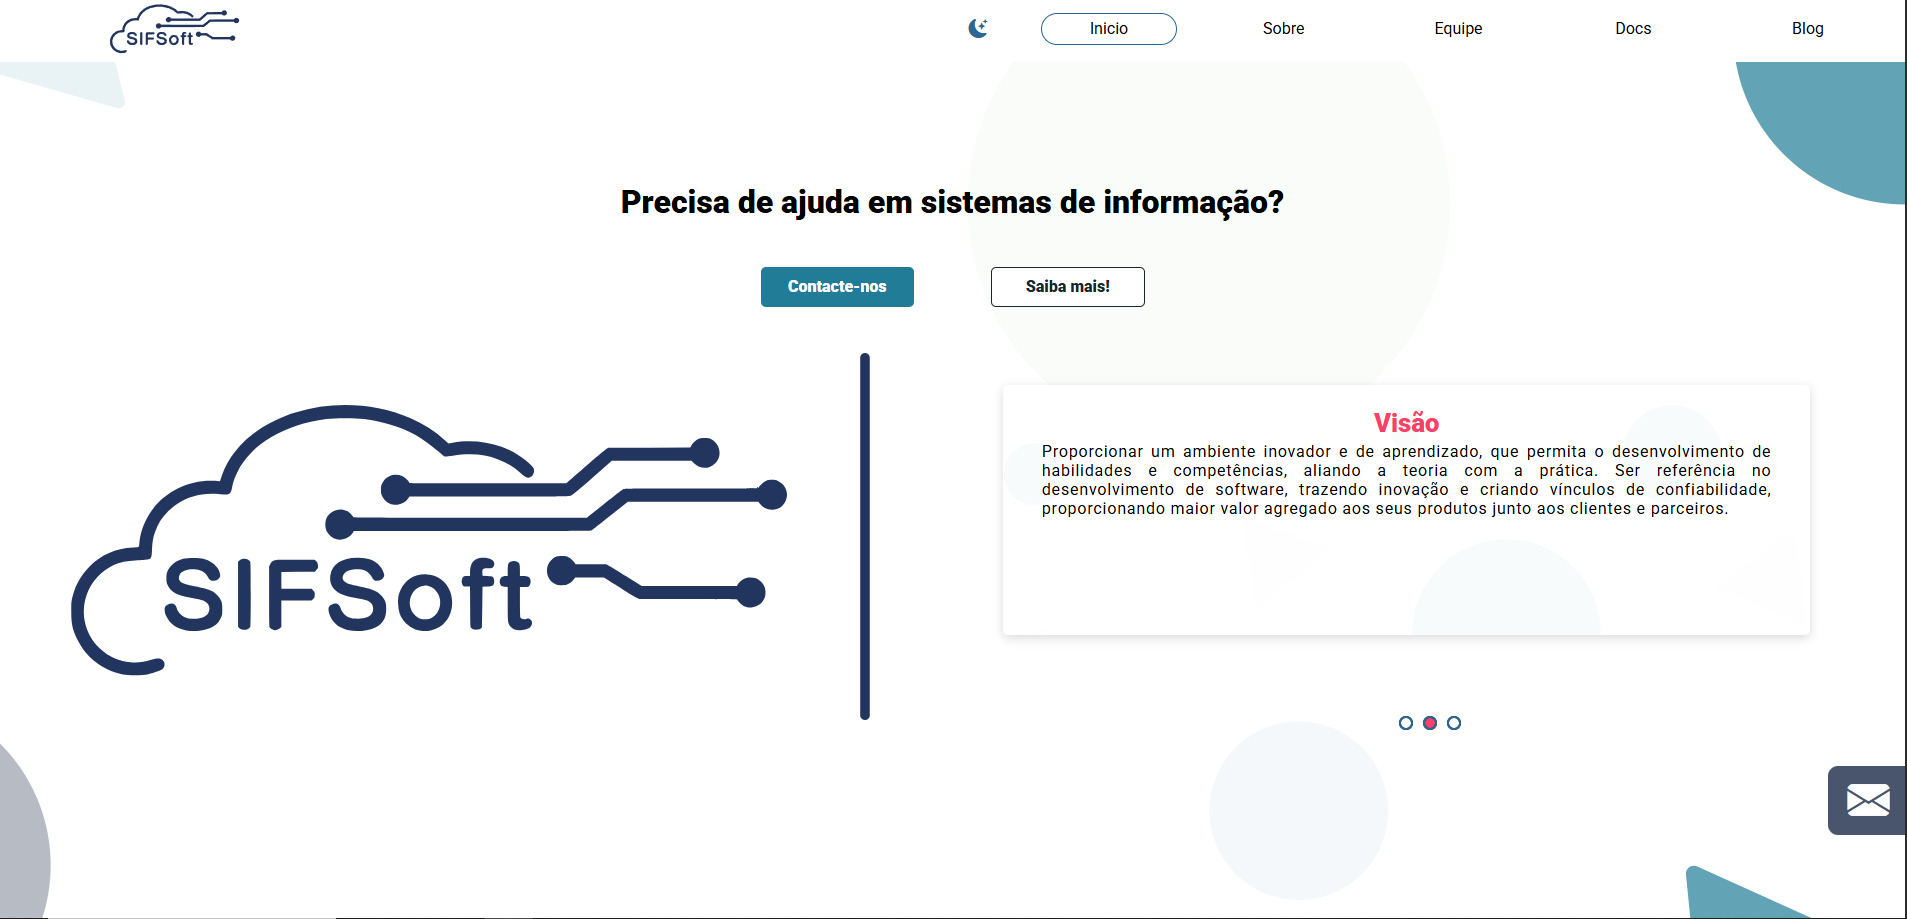 SIFSoft
Inicio
Sobre
Equipe
Docs
Blog
Precisa de ajuda em sistemas de informação?
Contacte-nos
Saiba mais!
SIFSoft
Visão
Proporcionar um ambiente inovador e de aprendizado, que permita o desenvolvimento de
habilidades e competências, aliando a teoria com a prática. Ser referência no
desenvolvimento de software, trazendo inovação e criando vínculos de confiabilidade,
proporcionando maior valor agregado aos seus produtos junto aos clientes e parceiros.